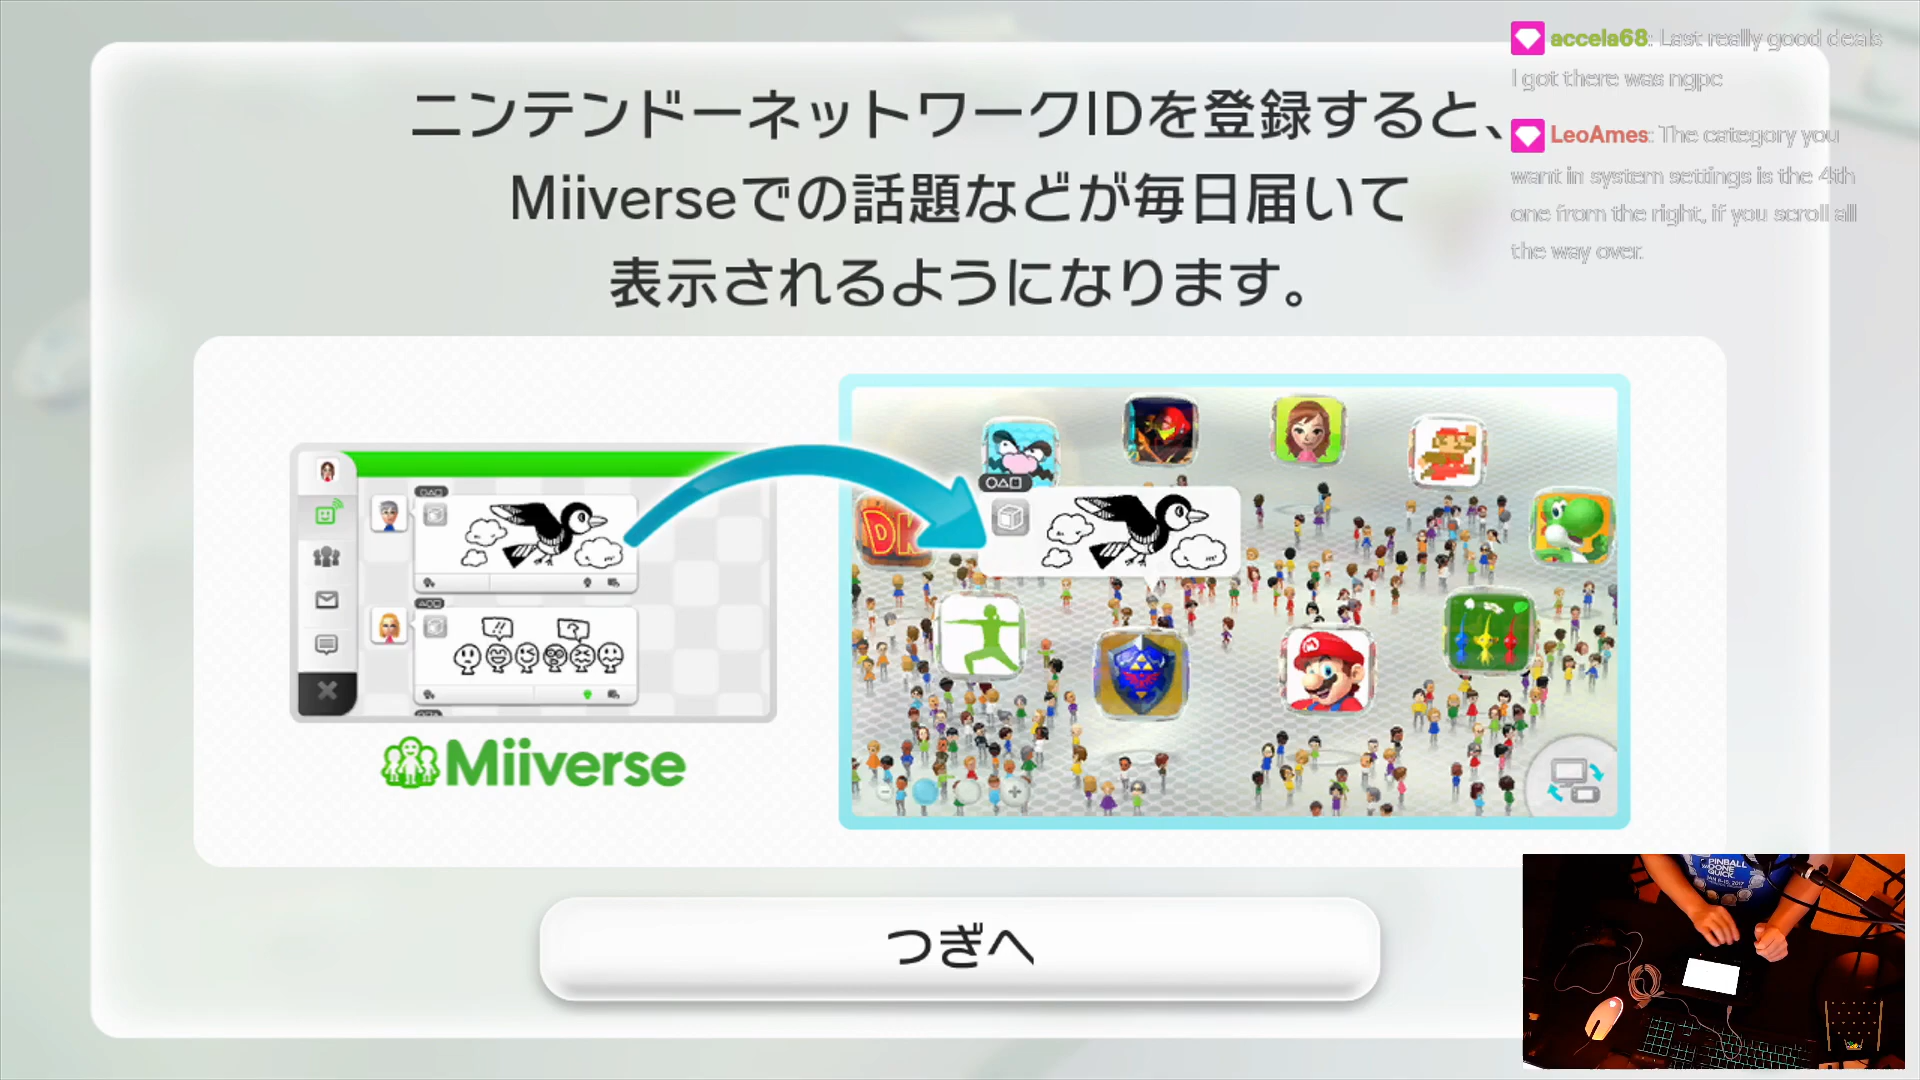 ニンテンドーネットワークIDを登録すると、
Miiverseでの話題などが毎日届いて
表示されるようになります。
Miiverse
DK
つぎへ
accela68: Last really good deals
I got there was ngpc
LeoAmes: The category you
want in system settings is the 4th
one from the right, if you scroll all
the way over.
PINBALL
DONE
QUICK